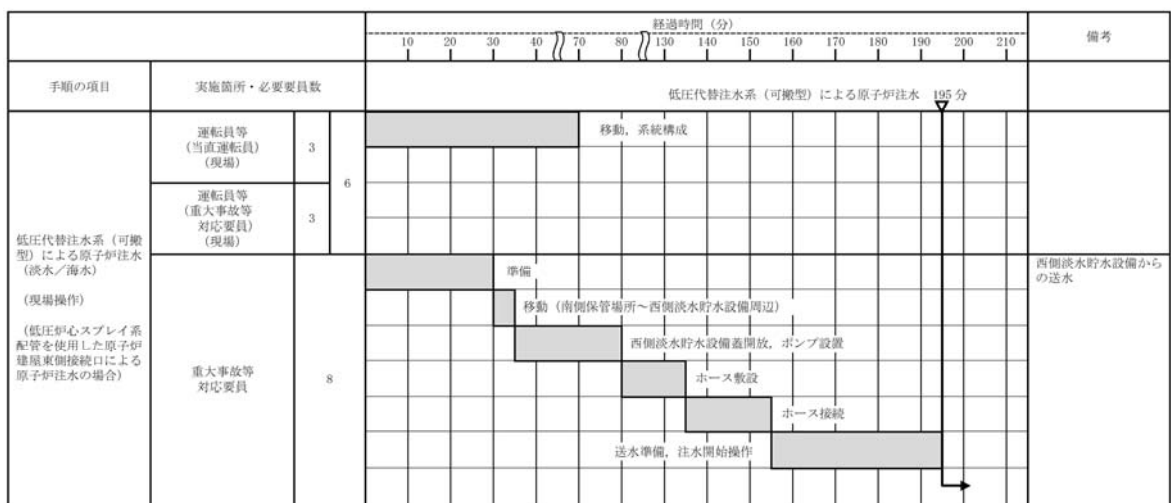 経過時間（分）
備考
10 20 30 40 70 80 130 140 150 160 170 180 190 200 210
手順の項目
実施箇所・必要要員数
低圧代替注水系（可搬型）による原子炉注水 195分
低圧代替注水系（可搬
型）による原子炉注水
（淡水／海水）
（現場操作）
（低圧炉心スプレイ系
配管を使用した原子炉
建屋東側接続口による
原子炉注水の場合）
運転員等
（当直運転員）
（現場）
3
6
移動，系統構成
運転員等
（重大事故等
対応要員）
（現場）
3
重大事故等
対応要員
8
準備
移動（南側保管場所～西側淡水貯水設備周辺）
西側淡水貯水設備蓋開放，ポンプ設置
ホース敷設
ホース接続
送水準備，注水開始操作
西側淡水貯水設備から
の送水